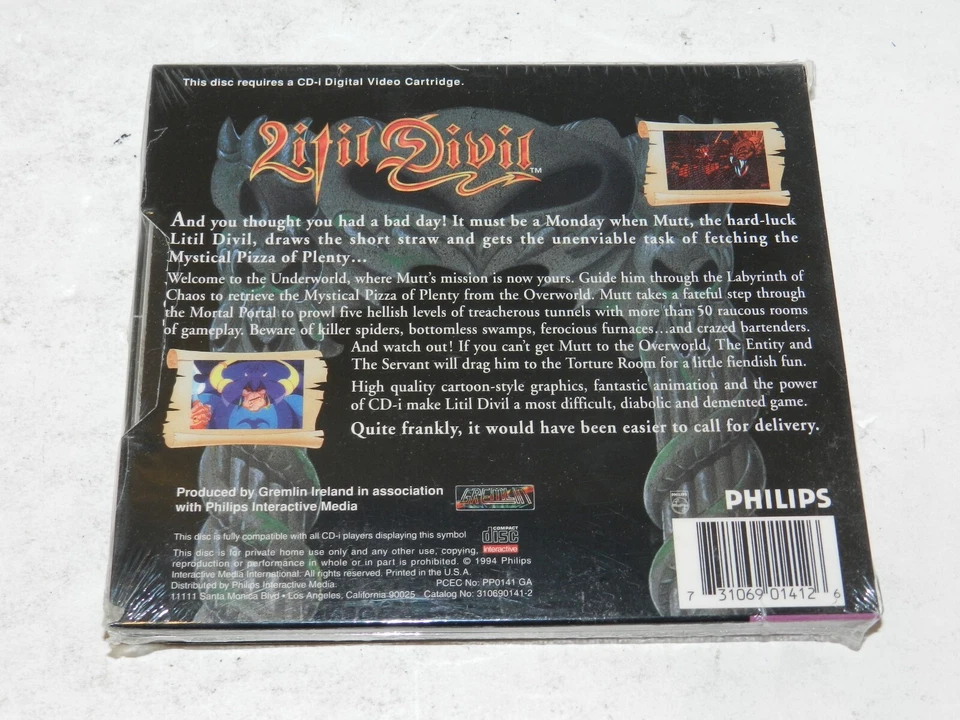 This disc requires a CD-i Digital Video Cartridge.
Litil Divil™
And you thought you had a bad day! It must be a Monday when Mutt, the hard-luck
Litil Divil, draws the short straw and gets the unenviable task of fetching the
Mystical Pizza of Plenty...
Welcome to the Underworld, where Mutt's mission is now yours. Guide him through the Labyrinth of
Chaos to retrieve the Mystical Pizza of Plenty from the Overworld. Mutt takes a fateful step through
the Mortal Portal to prowl five hellish levels of treacherous tunnels with more than 50 raucous rooms
of gameplay. Beware of killer spiders, bottomless swamps, ferocious furnaces...and crazed bartenders.
And watch out! If you can't get Mutt to the Overworld, The Entity and
The Servant will drag him to the Torture Room for a little fiendish fun.
High quality cartoon-style graphics, fantastic animation and the power
of CD-i make Litil Divil a most difficult, diabolic and demented game.
Quite frankly, it would have been easier to call for delivery.
Produced by Gremlin Ireland in association
with Philips Interactive Media
GREMLIN
PHILIPS
PHILIPS
This disc is fully compatible with all CD-i players displaying this symbol
COMPACT
disc
Interactive
This disc is for private home use only and any other use, copying,
reproduction or performance in whole or in part is prohibited. © 1994 Philips
Interactive Media International. All rights reserved. Printed in the U.S.A.
Distributed by Philips Interactive Media. PCEC No: PP0141 GA
11111 Santa Monica Blvd • Los Angeles, California 90025 Catalog No: 310690141-2
7 31069 01412 6